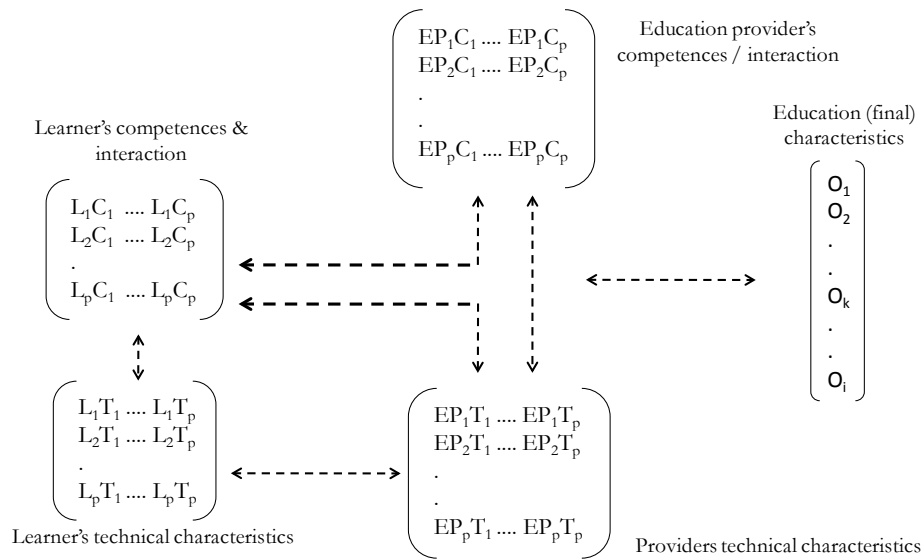 EP₁C₁ .... EP₁Cₚ
EP₂C₁ .... EP₂Cₚ
.
.
EPₚC₁ .... EPₚCₚ
Education provider's
competences / interaction
Education (final)
characteristics
O₁
O₂
.
.
Oₖ
.
.
Oᵢ
Learner's competences &
interaction
L₁C₁ .... L₁Cₚ
L₂C₁ .... L₂Cₚ
.
LₚC₁ .... LₚCₚ
L₁T₁ .... L₁Tₚ
L₂T₁ .... L₂Tₚ
.
LₚT₁ .... LₚTₚ
Learner's technical characteristics
EP₁T₁ .... EP₁Tₚ
EP₂T₁ .... EP₂Tₚ
.
.
EPₚT₁ .... EPₚTₚ
Providers technical characteristics